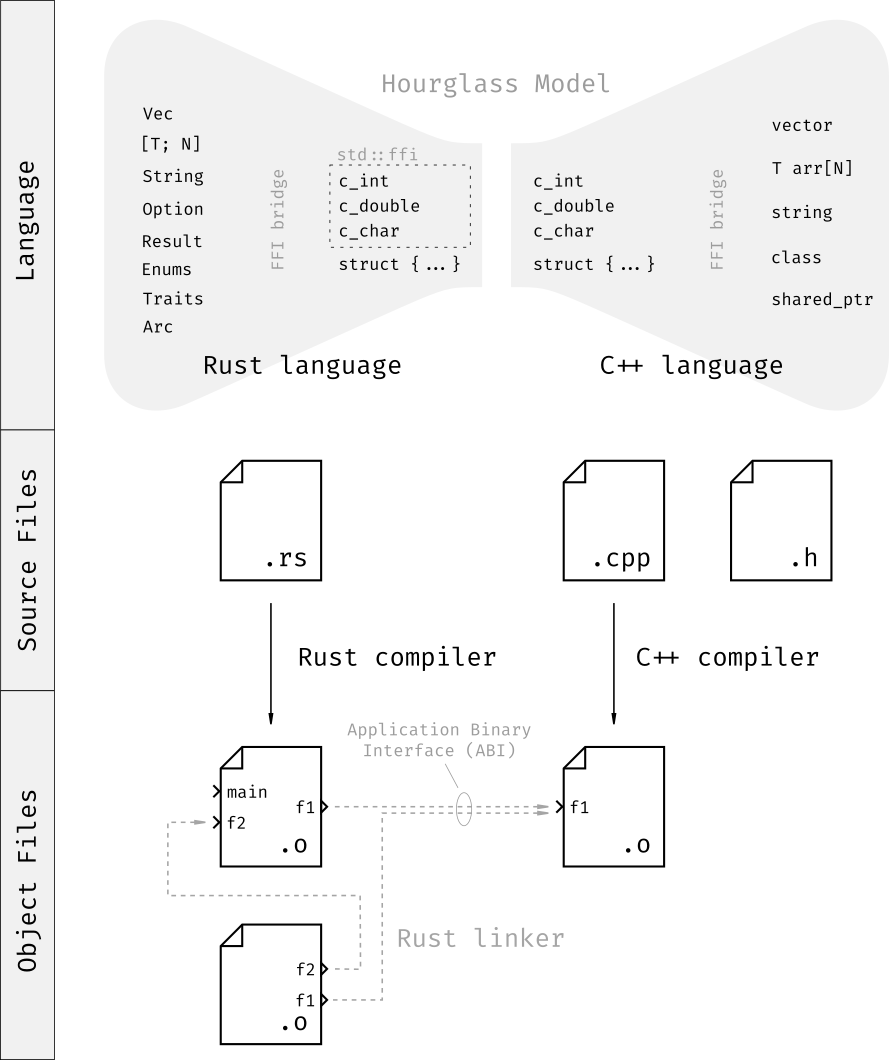 Language
Hourglass Model
Vec
[T; N]
String
Option
Result
Enums
Traits
Arc
FFI bridge
std::ffi
c_int
c_double
c_char
struct {...}
c_int
c_double
c_char
struct {...}
FFI bridge
vector
T arr[N]
string
class
shared_ptr
Rust language
C++ language
Source Files
.rs
.cpp
.h
Rust compiler
C++ compiler
Object Files
Application Binary
Interface (ABI)
main
f1
f2
.o
f1
.o
Rust linker
f2
f1
.o